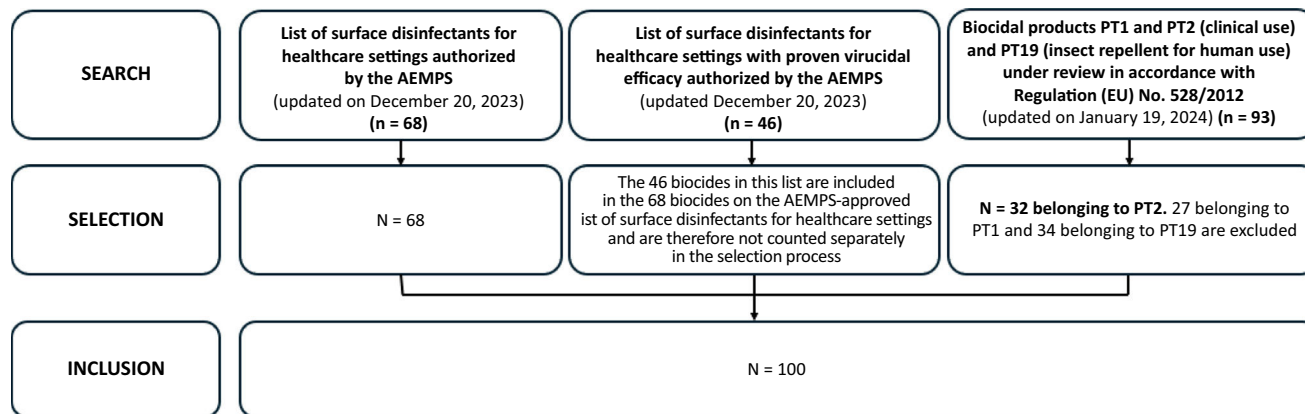 SEARCH
List of surface disinfectants for
healthcare settings authorized
by the AEMPS
(updated on December 20, 2023)
(n = 68)
List of surface disinfectants for
healthcare settings with proven virucidal
efficacy authorized by the AEMPS
(updated December 20, 2023)
(n = 46)
Biocidal products PT1 and PT2 (clinical use)
and PT19 (insect repellent for human use)
under review in accordance with
Regulation (EU) No. 528/2012
(updated on January 19, 2024) (n = 93)
SELECTION
N = 68
The 46 biocides in this list are included
in the 68 biocides on the AEMPS-approved
ist of surface disinfectants for healthcare settings
and are therefore not counted separately
in the selection process
N = 32 belonging to PT2. 27 belonging to
PT1 and 34 belonging to PT19 are excluded
INCLUSION
N = 100